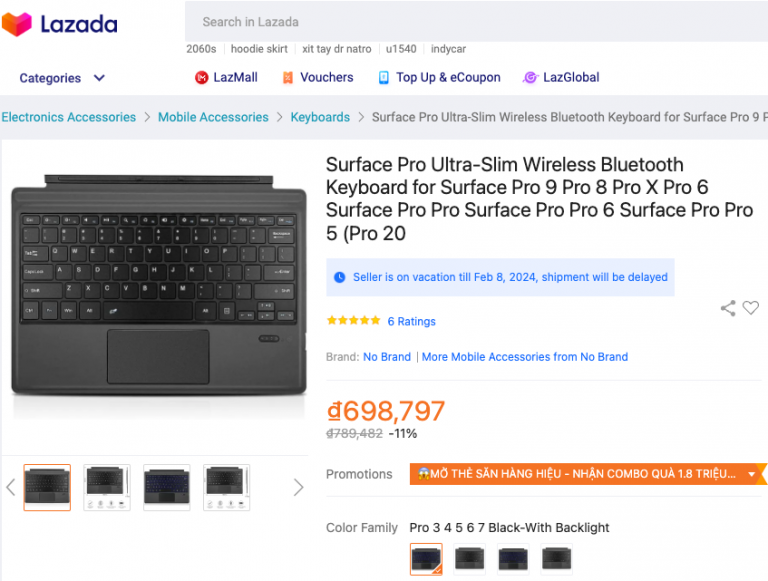 Lazada
Search in Lazada
2060s hoodie skirt xit tay dr natro u1540 indycar
Categories LazMall Vouchers Top Up & eCoupon LazGlobal
Electronics Accessories > Mobile Accessories > Keyboards > Surface Pro Ultra-Slim Wireless Bluetooth Keyboard for Surface Pro 9 P
Surface Pro Ultra-Slim Wireless Bluetooth
Keyboard for Surface Pro 9 Pro 8 Pro X Pro 6
Surface Pro Pro Surface Pro Pro 6 Surface Pro Pro
5 (Pro 20
Seller is on vacation till Feb 8, 2024, shipment will be delayed
6 Ratings
Brand: No Brand | More Mobile Accessories from No Brand
₫698,797
₫789,482 -11%
Promotions 😱MỞ THẺ SĂN HÀNG HIỆU - NHẬN COMBO QUÀ 1.8 TRIỆU...
Color Family Pro 3 4 5 6 7 Black-With Backlight